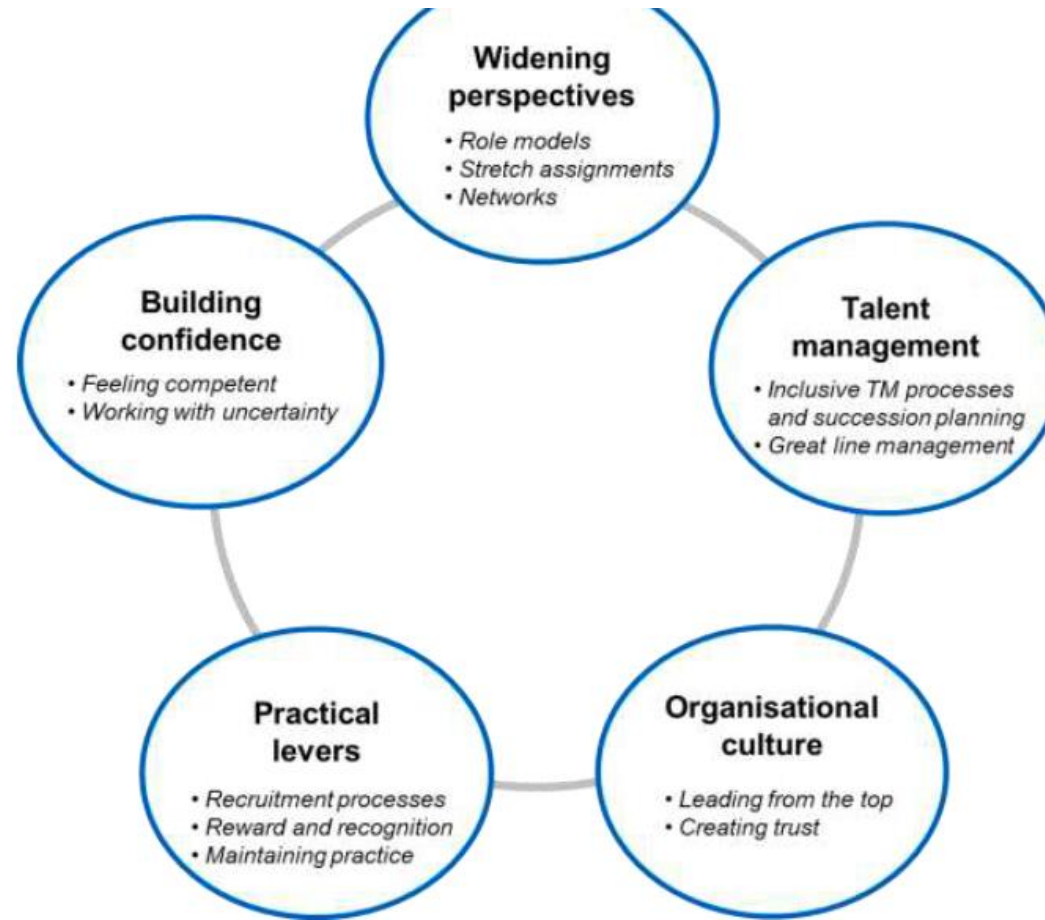 Widening
perspectives
• Role models
• Stretch assignments
• Networks
Talent
management
• Inclusive TM processes
and succession planning
• Great line management
Organisational
culture
• Leading from the top
• Creating trust
Practical
levers
• Recruitment processes
• Reward and recognition
• Maintaining practice
Building
confidence
• Feeling competent
• Working with uncertainty